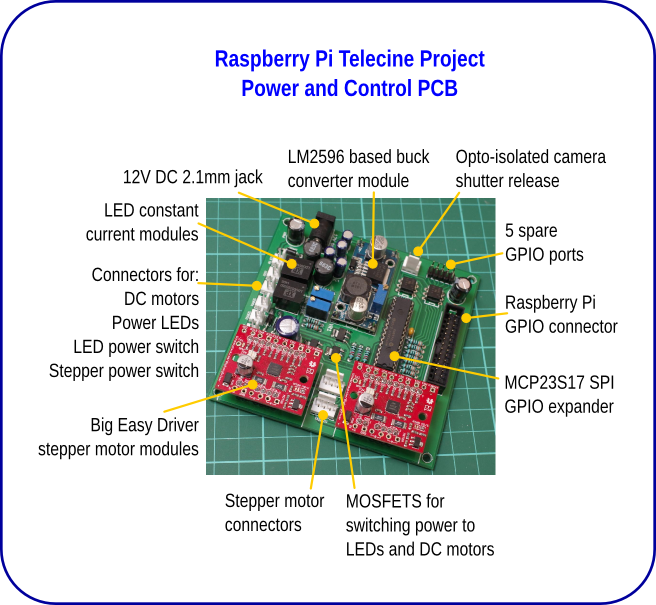 Raspberry Pi Telecine Project
Power and Control PCB
LM2596 based buck
converter module
Opto-isolated camera
shutter release
12V DC 2.1mm jack
LED constant
current modules
5 spare
GPIO ports
Connectors for:
DC motors
Power LEDs
LED power switch
Stepper power switch
Raspberry Pi
GPIO connector
MCP23S17 SPI
GPIO expander
Big Easy Driver
stepper motor modules
Stepper motor
connectors
MOSFETS for
switching power to
LEDs and DC motors